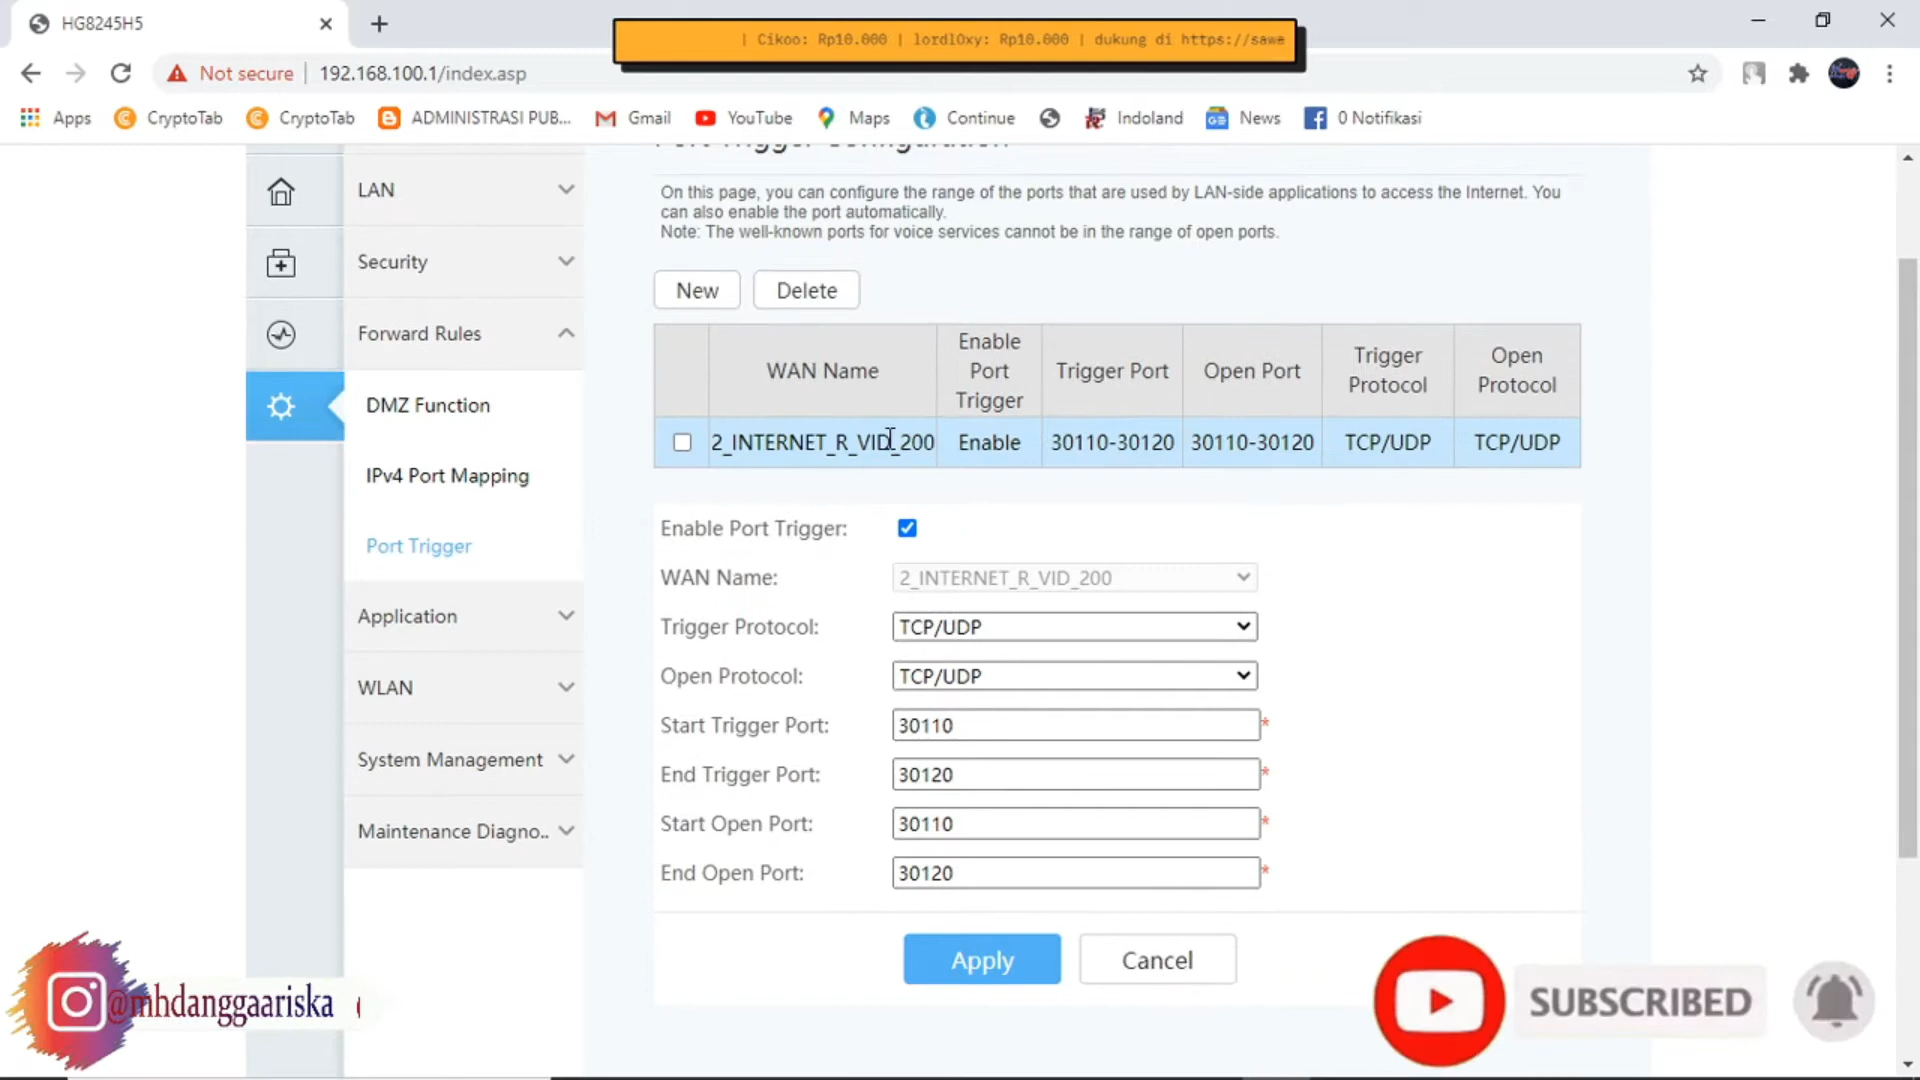 HG8245H5
| Cikoo: Rp10.000 | lordlOxy: Rp10.000 | dukung di https://sawe
Not secure 192.168.100.1/index.asp
Apps CryptoTab CryptoTab ADMINISTRASI PUB... Gmail YouTube Maps Continue Indoland News 0 Notifikasi
Port Trigger Configuration
On this page, you can configure the range of the ports that are used by LAN-side applications to access the Internet. You
can also enable the port automatically.
Note: The well-known ports for voice services cannot be in the range of open ports.
LAN
Security
Forward Rules
DMZ Function
IPv4 Port Mapping
Port Trigger
Application
WLAN
System Management
Maintenance Diagno..
New Delete
WAN Name Enable Port Trigger Trigger Port Open Port Trigger Protocol Open Protocol
2_INTERNET_R_VID_200 Enable 30110-30120 30110-30120 TCP/UDP TCP/UDP
Enable Port Trigger:
WAN Name: 2_INTERNET_R_VID_200
Trigger Protocol: TCP/UDP
Open Protocol: TCP/UDP
Start Trigger Port: 30110 *
End Trigger Port: 30120 *
Start Open Port: 30110 *
End Open Port: 30120 *
Apply Cancel
@mhdanggaariska
SUBSCRIBED